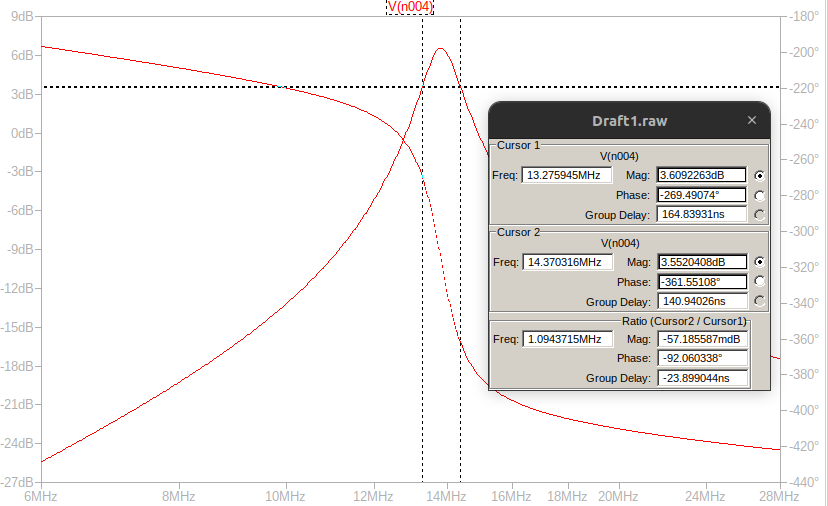 V(n004)
9dB
6dB
3dB
0dB
-3dB
-6dB
-9dB
-12dB
-15dB
-18dB
-21dB
-24dB
-27dB
-180°
-200°
-220°
-240°
-260°
-280°
-300°
-320°
-340°
-360°
-380°
-400°
-420°
-440°
6MHz 8MHz 10MHz 12MHz 14MHz 16MHz 18MHz 20MHz 24MHz 28MHz
Draft1.raw ×
Cursor 1
V(n004)
Freq: 13.275945MHz Mag: 3.6092263dB
Phase: -269.49074°
Group Delay: 164.83931ns
Cursor 2
V(n004)
Freq: 14.370316MHz Mag: 3.5520408dB
Phase: -361.55108°
Group Delay: 140.94026ns
Ratio (Cursor2 / Cursor1)
Freq: 1.0943715MHz Mag: -57.185587mdB
Phase: -92.060338°
Group Delay: -23.899044ns